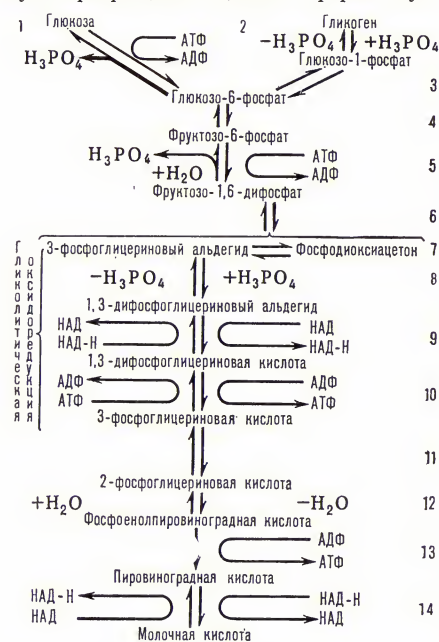 1 Глюкоза АТФ АДФ 2 Гликоген
H₃PO₄ −H₃PO₄ +H₃PO₄
Глюкозо-1-фосфат
3
Глюкозо-6-фосфат
4
Фруктозо-6-фосфат
H₃PO₄ +H₂O АТФ АДФ 5
Фруктозо-1,6-дифосфат
6
3-фосфоглицериновый альдегид Фосфодиоксиацетон 7
Гликолитическая
оксидоредукция
−H₃PO₄ +H₃PO₄ 8
1,3-дифосфоглицериновый альдегид
НАД НАД
НАД-Н НАД-Н 9
1,3-дифосфоглицериновая кислота
АДФ АДФ
АТФ АТФ 10
3-фосфоглицериновая кислота
11
2-фосфоглицериновая кислота
+H₂O −H₂O 12
Фосфоенолпировиноградная кислота
АДФ
АТФ 13
Пировиноградная кислота
НАД-Н НАД-Н
НАД НАД 14
Молочная кислота